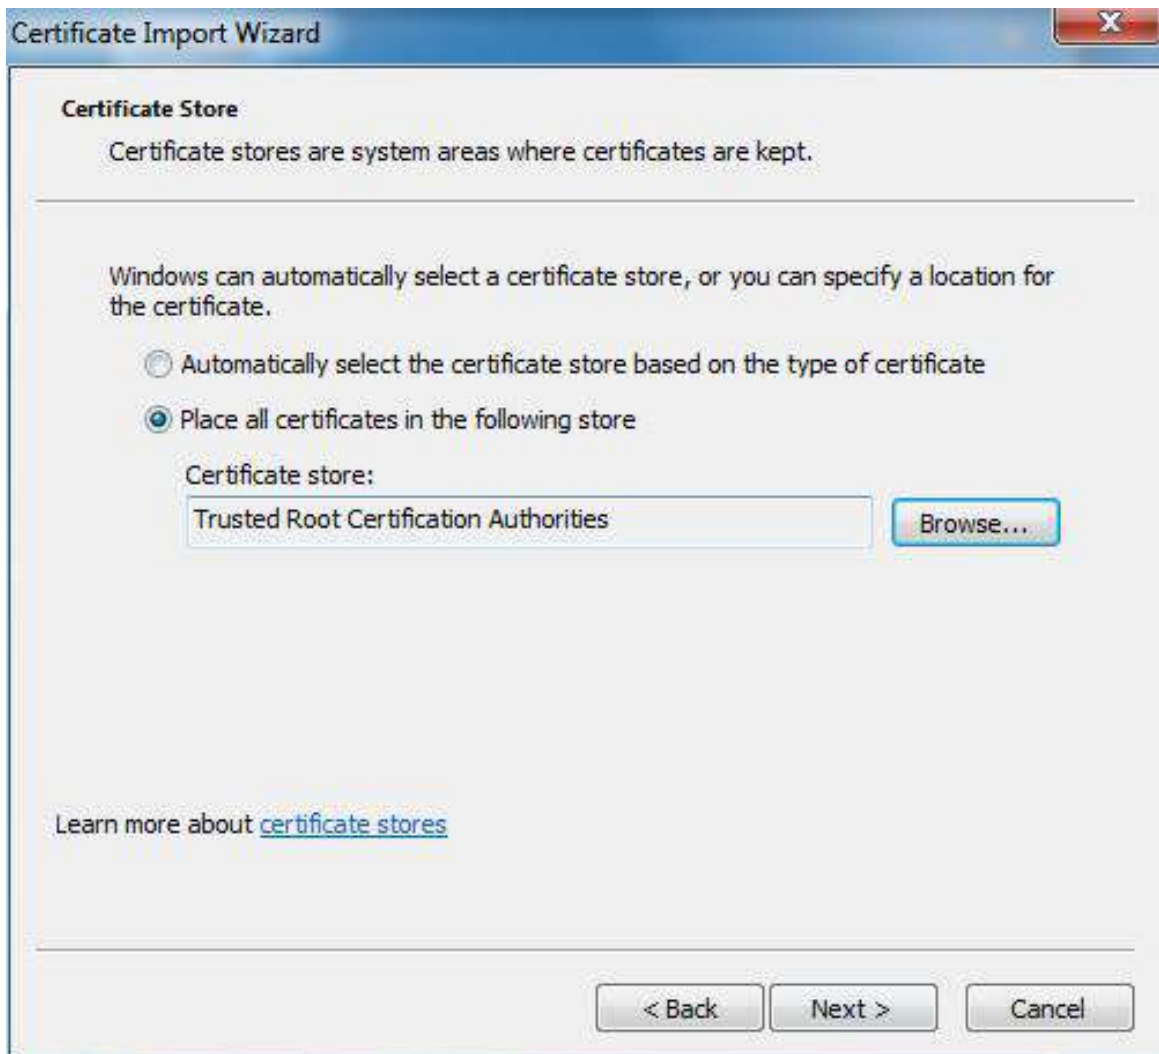 Certificate Import Wizard
Certificate Store
Certificate stores are system areas where certificates are kept.
Windows can automatically select a certificate store, or you can specify a location for
the certificate.
Automatically select the certificate store based on the type of certificate
Place all certificates in the following store
Certificate store:
Trusted Root Certification Authorities
Browse...
Learn more about certificate stores
< Back
Next >
Cancel